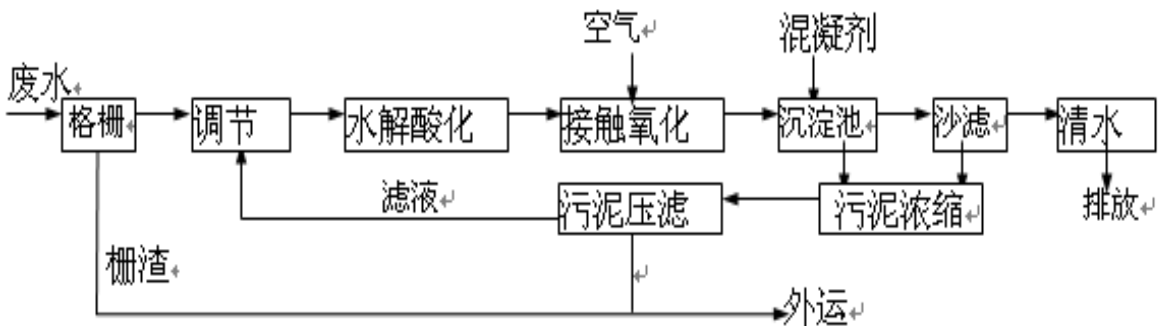 空气
混凝剂
废水
格栅
调节
水解酸化
接触氧化
沉淀池
沙滤
清水
滤液
污泥压滤
污泥浓缩
排放
栅渣
外运